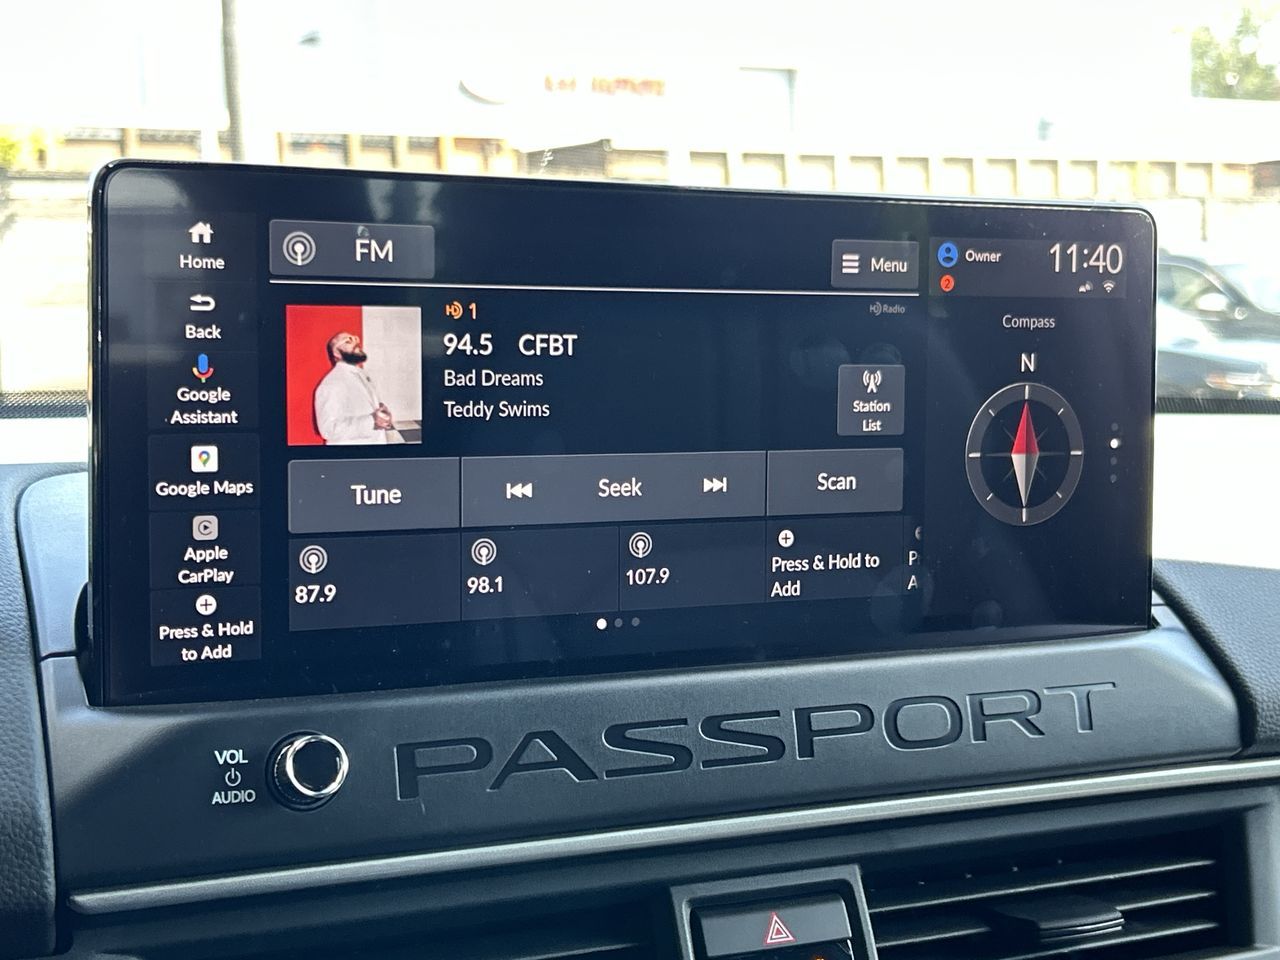 Home
Back
Google
Assistant
Google Maps
Apple
CarPlay
Press & Hold
to Add
FM
Menu
HD 1
HD Radio
94.5 CFBT
Bad Dreams
Teddy Swims
Station
List
Tune
Seek
Scan
87.9
98.1
107.9
Press & Hold to
Add
P
A
Owner
11:40
2
Compass
N
VOL
AUDIO
PASSPORT